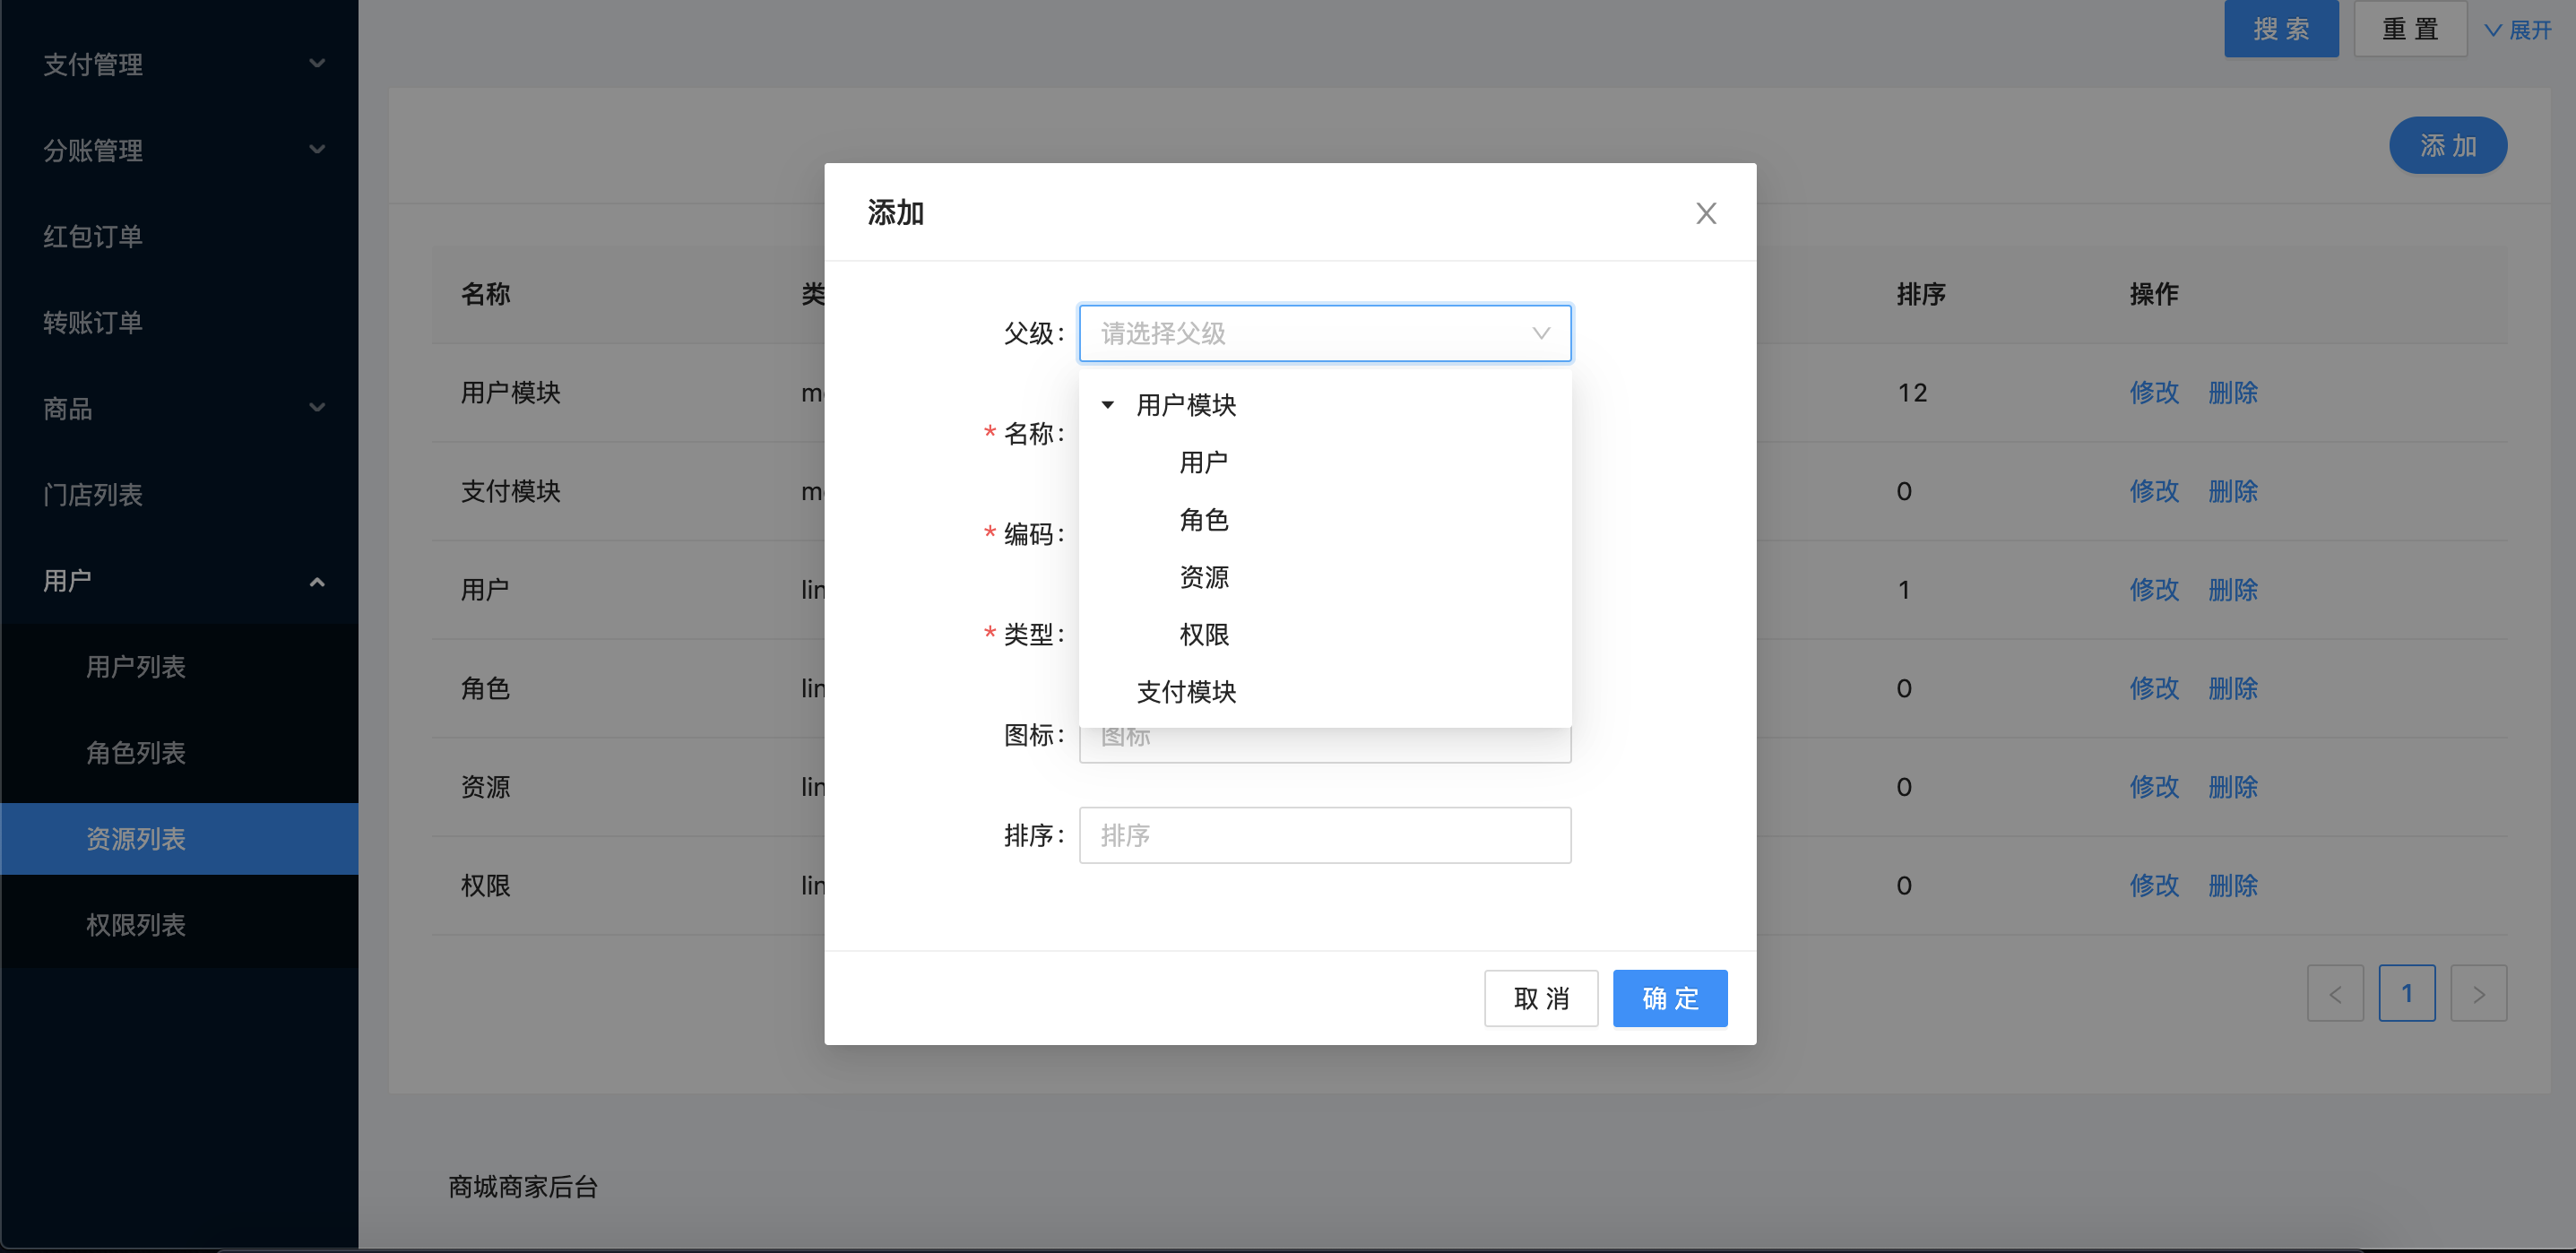 支付管理
分账管理
红包订单
转账订单
商品
门店列表
用户
用户列表
角色列表
资源列表
权限列表
搜 索 重 置 展开
添 加
名称 类 排序 操作
用户模块 12 修改 删除
支付模块 0 修改 删除
用户 lin 1 修改 删除
角色 lin 0 修改 删除
资源 lin 0 修改 删除
权限 lin 0 修改 删除
< 1 >
商城商家后台
添加
父级: 请选择父级
用户模块
用户
角色
资源
权限
支付模块
* 名称:
* 编码:
* 类型:
图标: 图标
排序: 排序
取 消 确 定